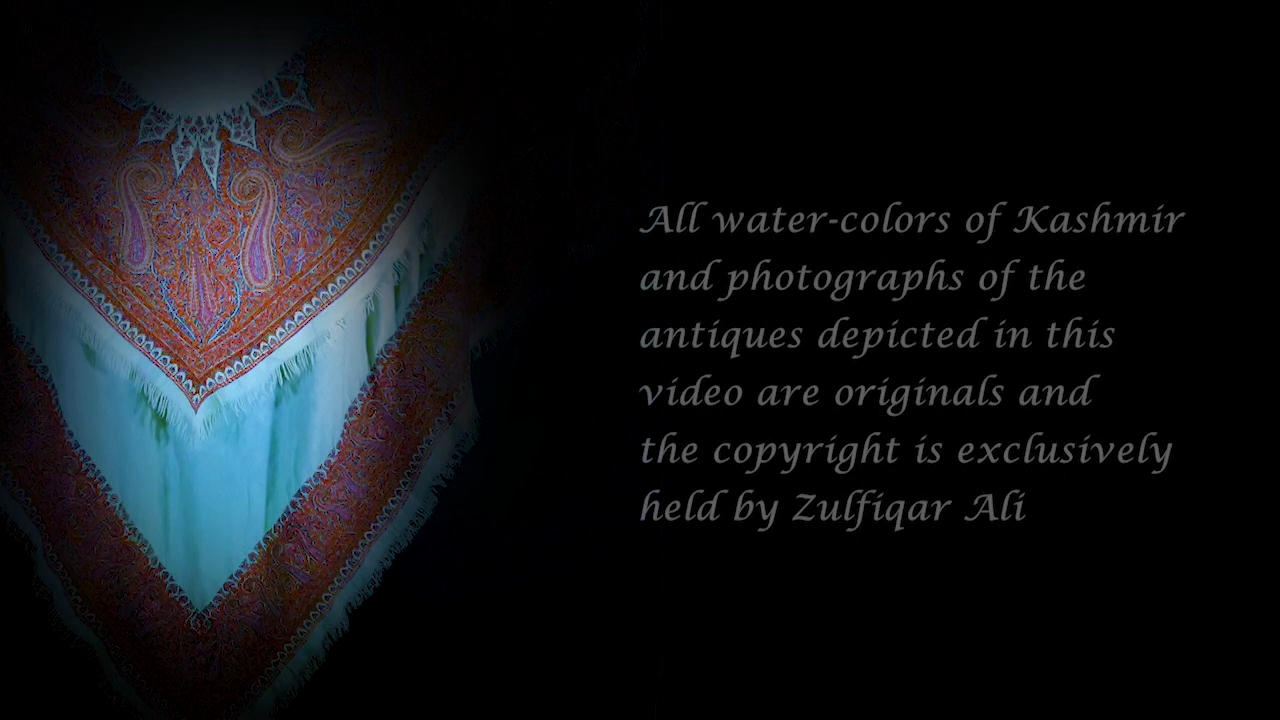 All water-colors of Kashmir
and photographs of the
antiques depicted in this
video are originals and
the copyright is exclusively
held by Zulfiqar Ali